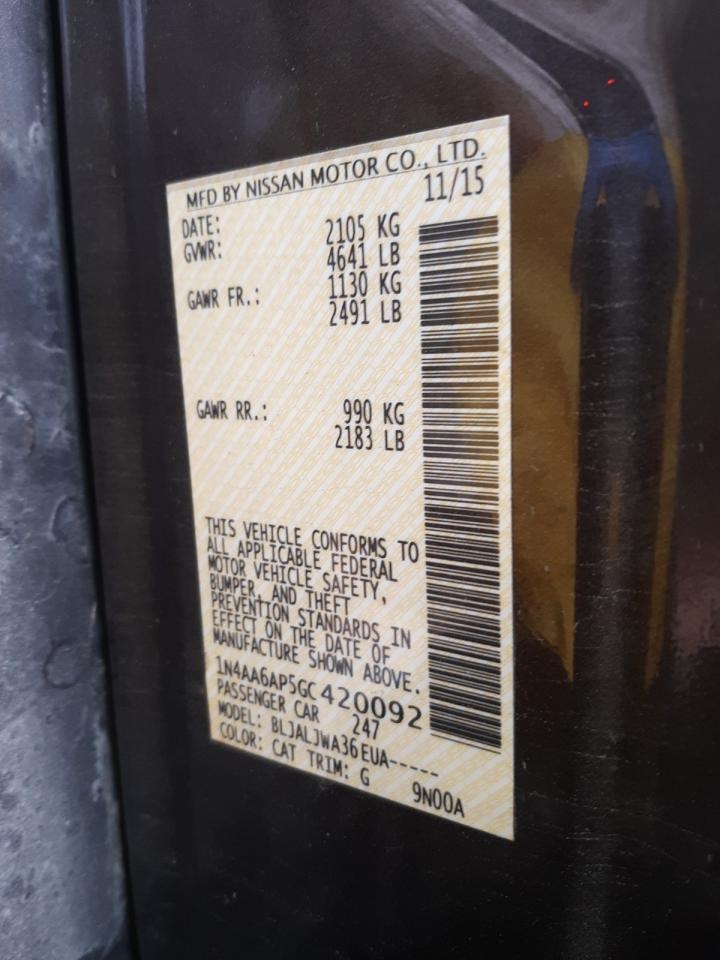 MFD BY NISSAN MOTOR CO., LTD.
DATE: 11/15
GVWR: 2105 KG
4641 LB
GAWR FR.: 1130 KG
2491 LB
GAWR RR.: 990 KG
2183 LB
THIS VEHICLE CONFORMS TO
ALL APPLICABLE FEDERAL
MOTOR VEHICLE SAFETY,
BUMPER, AND THEFT
PREVENTION STANDARDS IN
EFFECT ON THE DATE OF
MANUFACTURE SHOWN ABOVE.
1N4AA6AP5GC420092
PASSENGER CAR 247
MODEL: BLJALJWA36EUA-----
COLOR: CAT TRIM: G 9N00A